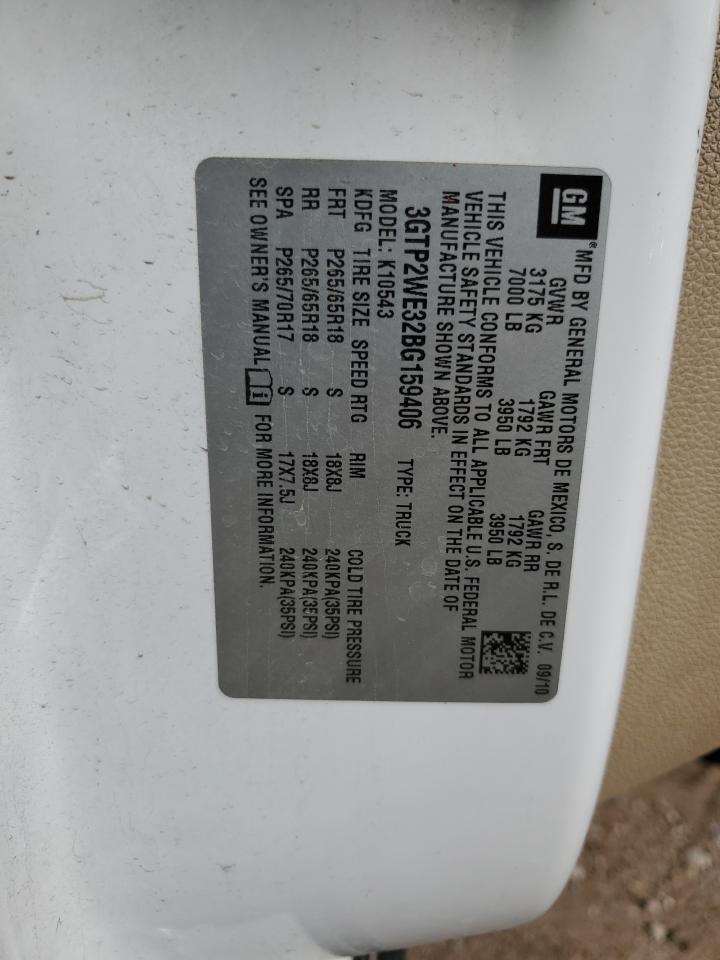 GM® MFD BY GENERAL MOTORS DE MEXICO, S. DE R.L. DE C.V. 09/10
GVWR GAWR FRT GAWR RR
3175 KG 1792 KG 1792 KG
7000 LB 3950 LB 3950 LB
THIS VEHICLE CONFORMS TO ALL APPLICABLE U.S. FEDERAL MOTOR
VEHICLE SAFETY STANDARDS IN EFFECT ON THE DATE OF
MANUFACTURE SHOWN ABOVE.
3GTP2WE32BG159406 TYPE: TRUCK
MODEL: K10543
KDFG TIRE SIZE SPEED RTG RIM COLD TIRE PRESSURE
FRT P265/65R18 S 18X8J 240KPA(35PSI)
RR P265/65R18 S 18X8J 240KPA(35PSI)
SPA P265/70R17 S 17X7.5J 240KPA(35PSI)
SEE OWNER'S MANUAL i FOR MORE INFORMATION.